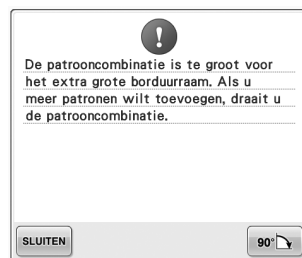 De patrooncombinatie is te groot voor
het extra grote borduurraam. Als u
meer patronen wilt toevoegen, draait u
de patrooncombinatie.
SLUITEN
90°